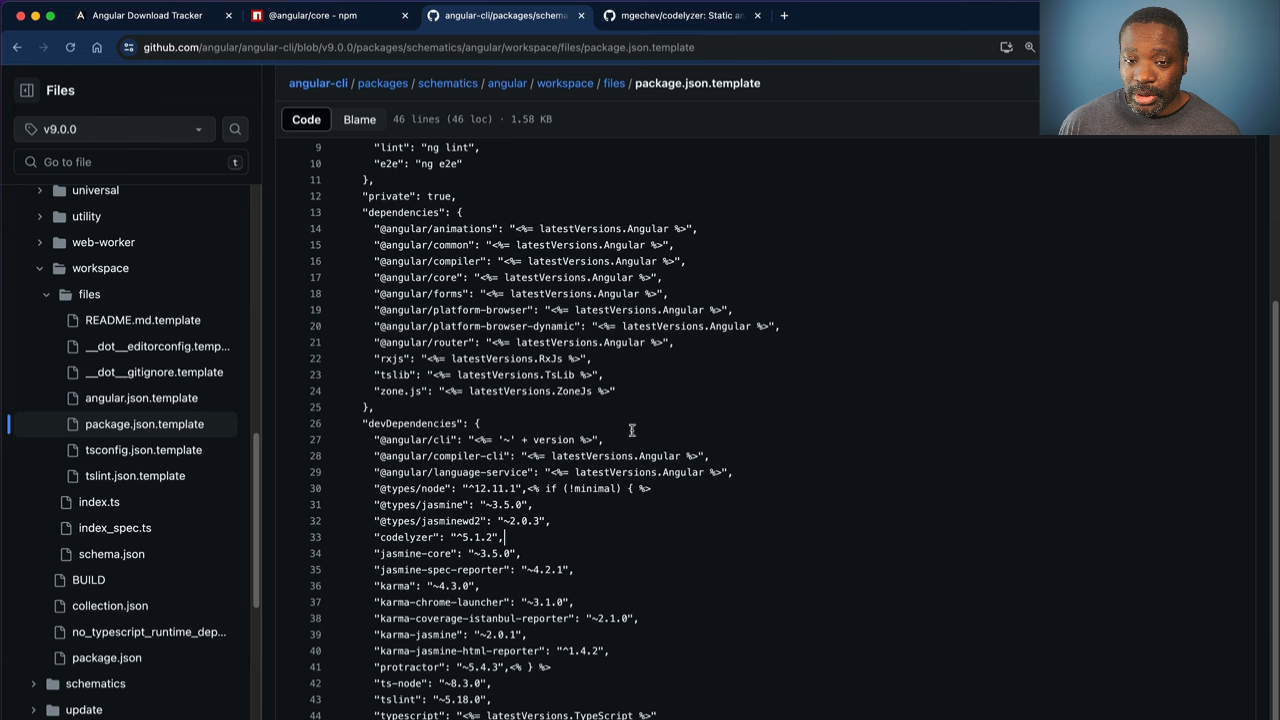 Angular Download Tracker
@angular/core - npm
angular-cli/packages/schema
mgechev/codelyzer: Static an
github.com/angular/angular-cli/blob/v9.0.0/packages/schematics/angular/workspace/files/package.json.template
Files
v9.0.0
Go to file
t
universal
utility
web-worker
workspace
files
README.md.template
__dot__editorconfig.temp...
__dot__gitignore.template
angular.json.template
package.json.template
tsconfig.json.template
tslint.json.template
index.ts
index_spec.ts
schema.json
BUILD
collection.json
no_typescript_runtime_dep...
package.json
schematics
update
angular-cli / packages / schematics / angular / workspace / files / package.json.template
Code Blame 46 lines (46 loc) · 1.58 KB
9 "lint": "ng lint",
10 "e2e": "ng e2e"
11 },
12 "private": true,
13 "dependencies": {
14 "@angular/animations": "<%= latestVersions.Angular %>",
15 "@angular/common": "<%= latestVersions.Angular %>",
16 "@angular/compiler": "<%= latestVersions.Angular %>",
17 "@angular/core": "<%= latestVersions.Angular %>",
18 "@angular/forms": "<%= latestVersions.Angular %>",
19 "@angular/platform-browser": "<%= latestVersions.Angular %>",
20 "@angular/platform-browser-dynamic": "<%= latestVersions.Angular %>",
21 "@angular/router": "<%= latestVersions.Angular %>",
22 "rxjs": "<%= latestVersions.RxJs %>",
23 "tslib": "<%= latestVersions.TsLib %>",
24 "zone.js": "<%= latestVersions.ZoneJs %>"
25 },
26 "devDependencies": {
27 "@angular/cli": "<%= '~' + version %>",
28 "@angular/compiler-cli": "<%= latestVersions.Angular %>",
29 "@angular/language-service": "<%= latestVersions.Angular %>",
30 "@types/node": "^12.11.1",<% if (!minimal) { %>
31 "@types/jasmine": "~3.5.0",
32 "@types/jasminewd2": "~2.0.3",
33 "codelyzer": "^5.1.2",
34 "jasmine-core": "~3.5.0",
35 "jasmine-spec-reporter": "~4.2.1",
36 "karma": "~4.3.0",
37 "karma-chrome-launcher": "~3.1.0",
38 "karma-coverage-istanbul-reporter": "~2.1.0",
39 "karma-jasmine": "~2.0.1",
40 "karma-jasmine-html-reporter": "^1.4.2",
41 "protractor": "~5.4.3",<% } %>
42 "ts-node": "~8.3.0",
43 "tslint": "~5.18.0",
44 "typescript": "<%= latestVersions.TypeScript %>"